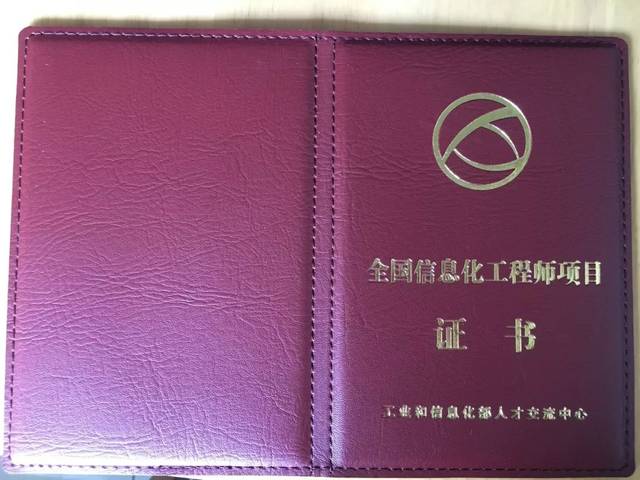 全国信息化工程师项目
证书
工业和信息化部人才交流中心